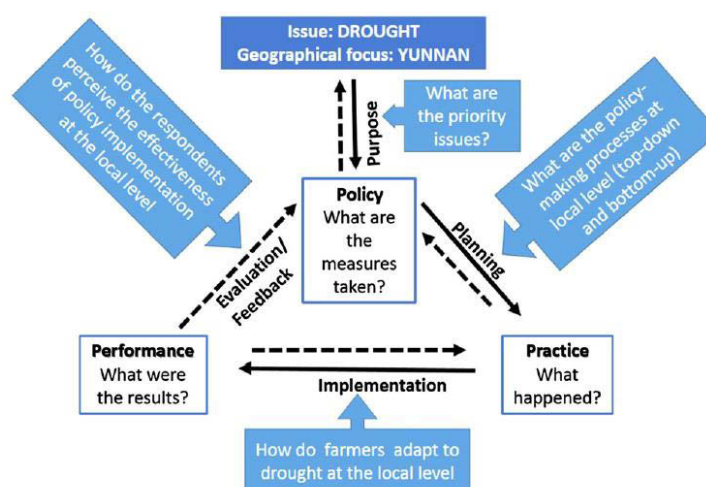 Issue: DROUGHT
Geographical focus: YUNNAN
How do the
respondents
perceive the effectiveness
of policy implementation
at the local level
Purpose
What are
the priority
issues?
What are the policy-
making processes at
local level (top-down
and bottom-up)
Policy
What are
the
measures
taken?
Planning
Evaluation/
Feedback
Performance
What were
the results?
Implementation
Practice
What
happened?
How do farmers adapt to
drought at the local level